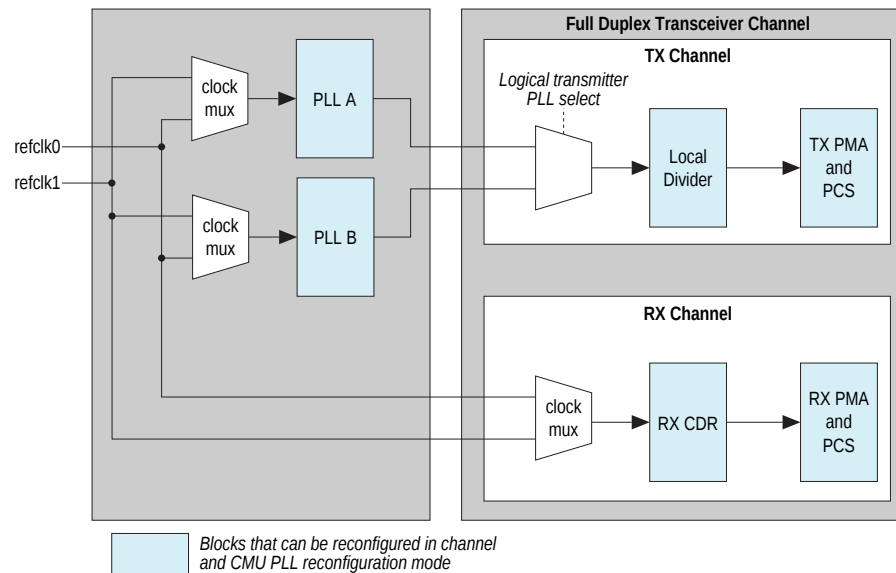 Full Duplex Transceiver Channel
TX Channel
Logical transmitter
PLL select
clock
mux
PLL A
Local
Divider
TX PMA
and
PCS
refclk0
refclk1
clock
mux
PLL B
RX Channel
clock
mux
RX CDR
RX PMA
and
PCS
Blocks that can be reconfigured in channel
and CMU PLL reconfiguration mode